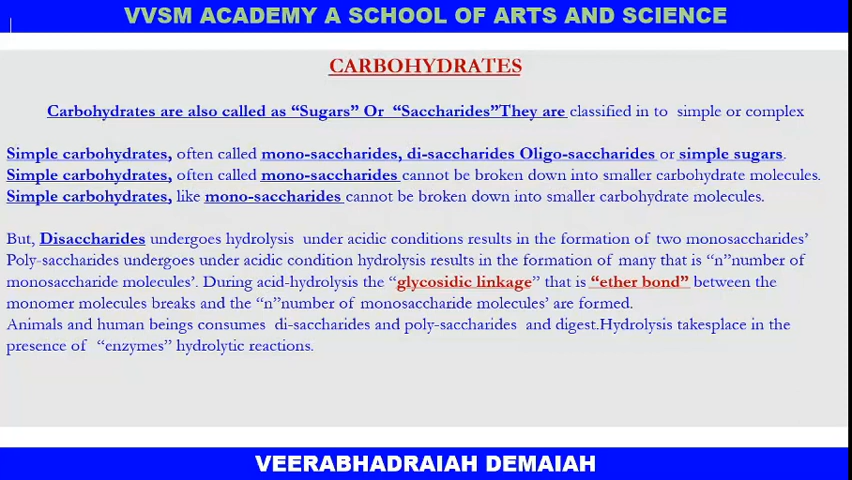 VVSM ACADEMY A SCHOOL OF ARTS AND SCIENCE
CARBOHYDRATES
Carbohydrates are also called as “Sugars” Or “Saccharides”They are classified in to simple or complex
Simple carbohydrates, often called mono-saccharides, di-saccharides Oligo-saccharides or simple sugars.
Simple carbohydrates, often called mono-saccharides cannot be broken down into smaller carbohydrate molecules.
Simple carbohydrates, like mono-saccharides cannot be broken down into smaller carbohydrate molecules.
But, Disaccharides undergoes hydrolysis under acidic conditions results in the formation of two monosaccharides’
Poly-saccharides undergoes under acidic condition hydrolysis results in the formation of many that is “n”number of
monosaccharide molecules’. During acid-hydrolysis the “glycosidic linkage” that is “ether bond” between the
monomer molecules breaks and the “n”number of monosaccharide molecules’ are formed.
Animals and human beings consumes di-saccharides and poly-saccharides and digest.Hydrolysis takesplace in the
presence of “enzymes” hydrolytic reactions.
VEERABHADRAIAH DEMAIAH